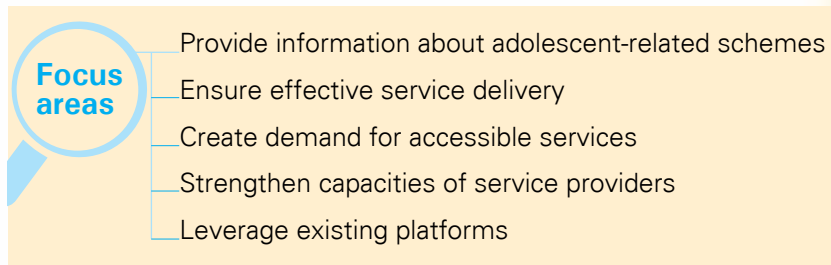 Focus
areas
Provide information about adolescent-related schemes
Ensure effective service delivery
Create demand for accessible services
Strengthen capacities of service providers
Leverage existing platforms